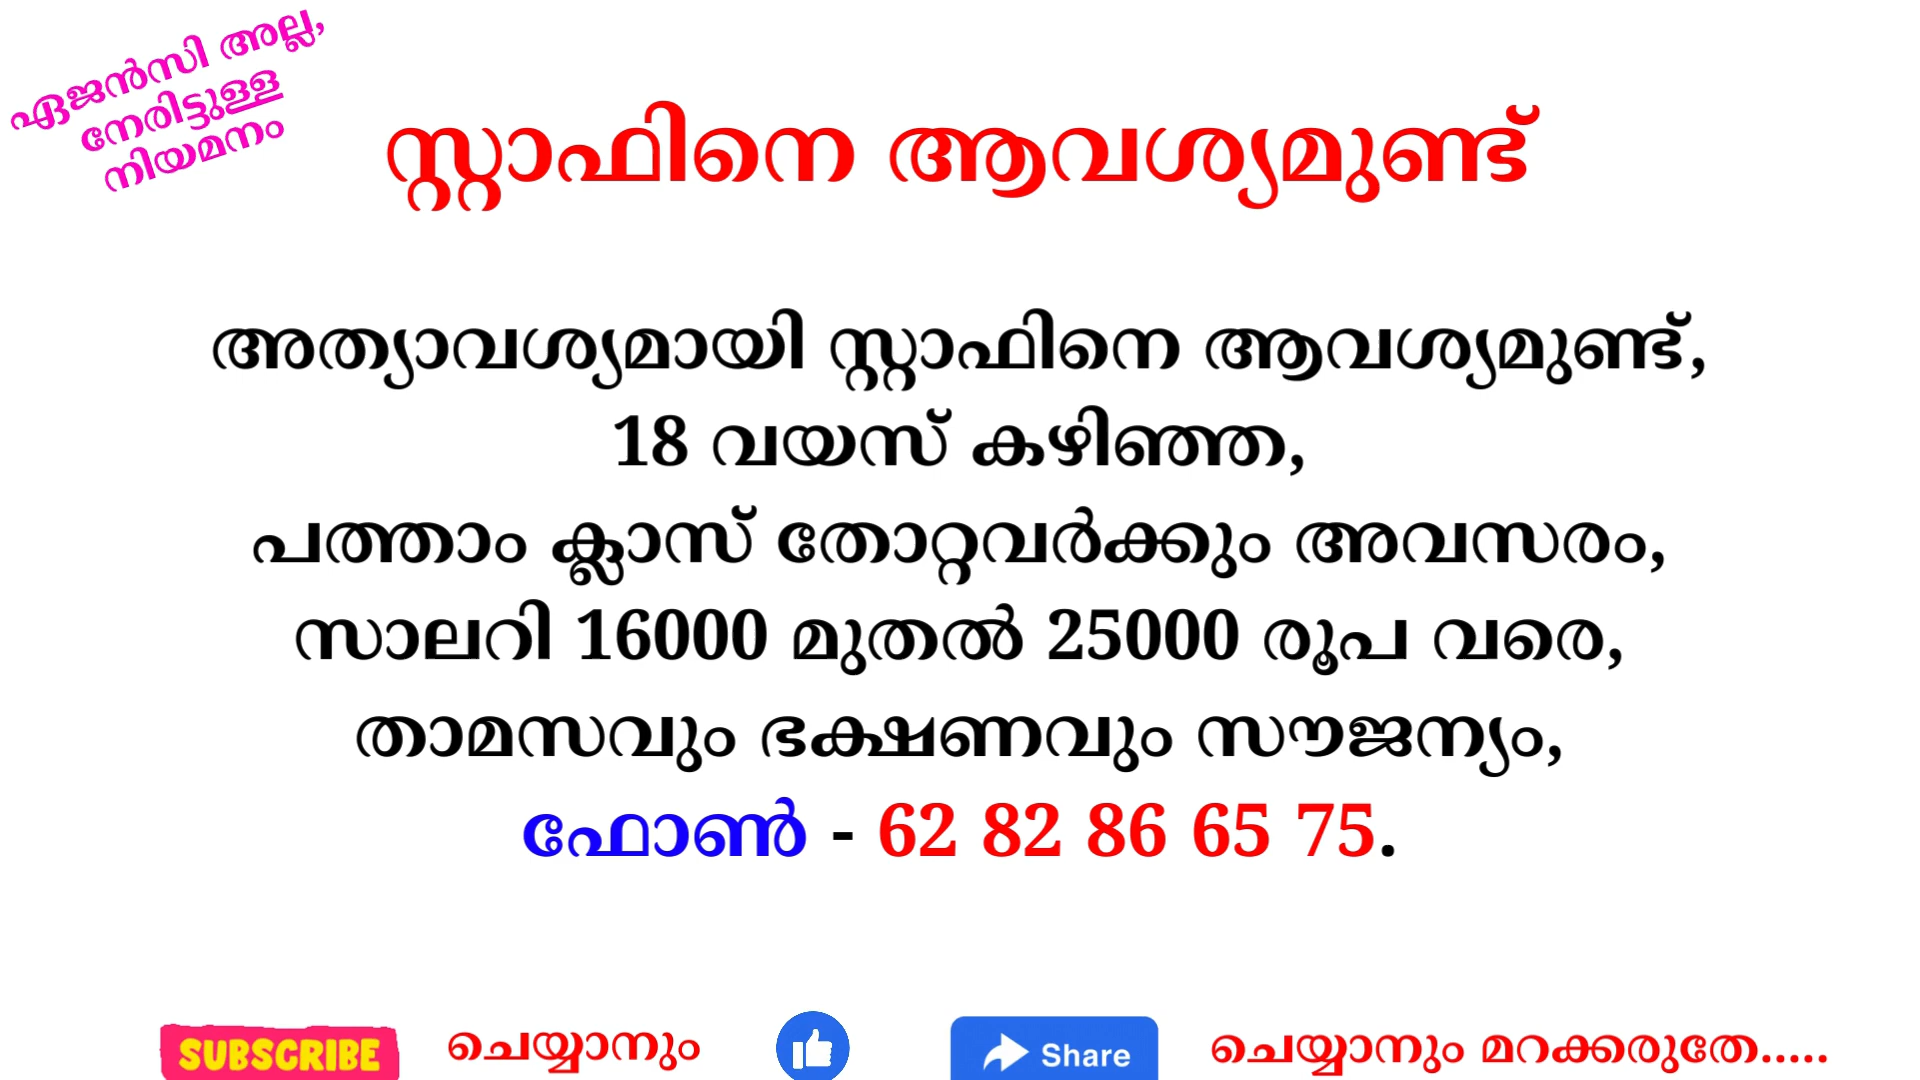 ഏജൻസി അല്ല,
നേരിട്ടുള്ള
നിയമനം
സ്റ്റാഫിനെ ആവശ്യമുണ്ട്
അത്യാവശ്യമായി സ്റ്റാഫിനെ ആവശ്യമുണ്ട്,
18 വയസ് കഴിഞ്ഞ,
പത്താം ക്ലാസ് തോറ്റവർക്കും അവസരം,
സാലറി 16000 മുതൽ 25000 രൂപ വരെ,
താമസവും ഭക്ഷണവും സൗജന്യം,
ഫോൺ - 62 82 86 65 75.
SUBSCRIBE ചെയ്യാനും Share ചെയ്യാനും മറക്കരുതേ.....